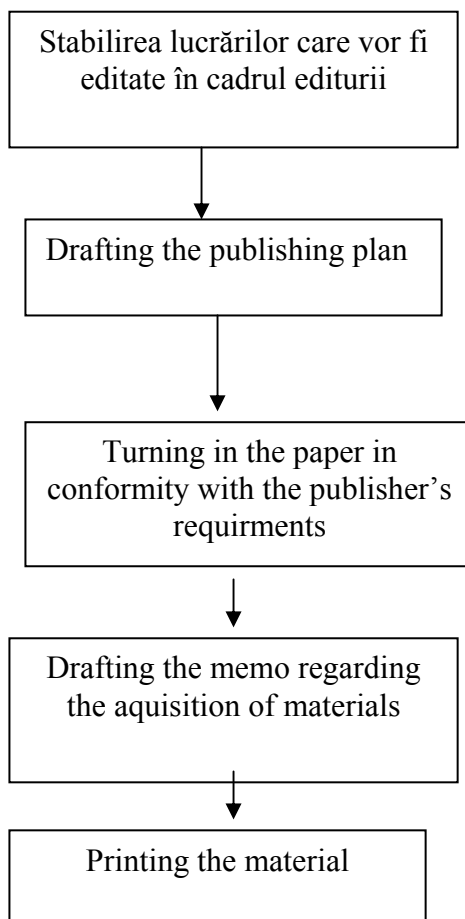 Stabilirea lucrărilor care vor fi
editate în cadrul editurii
Drafting the publishing plan
Turning in the paper in
conformity with the publisher’s
requirments
Drafting the memo regarding
the aquisition of materials
Printing the material